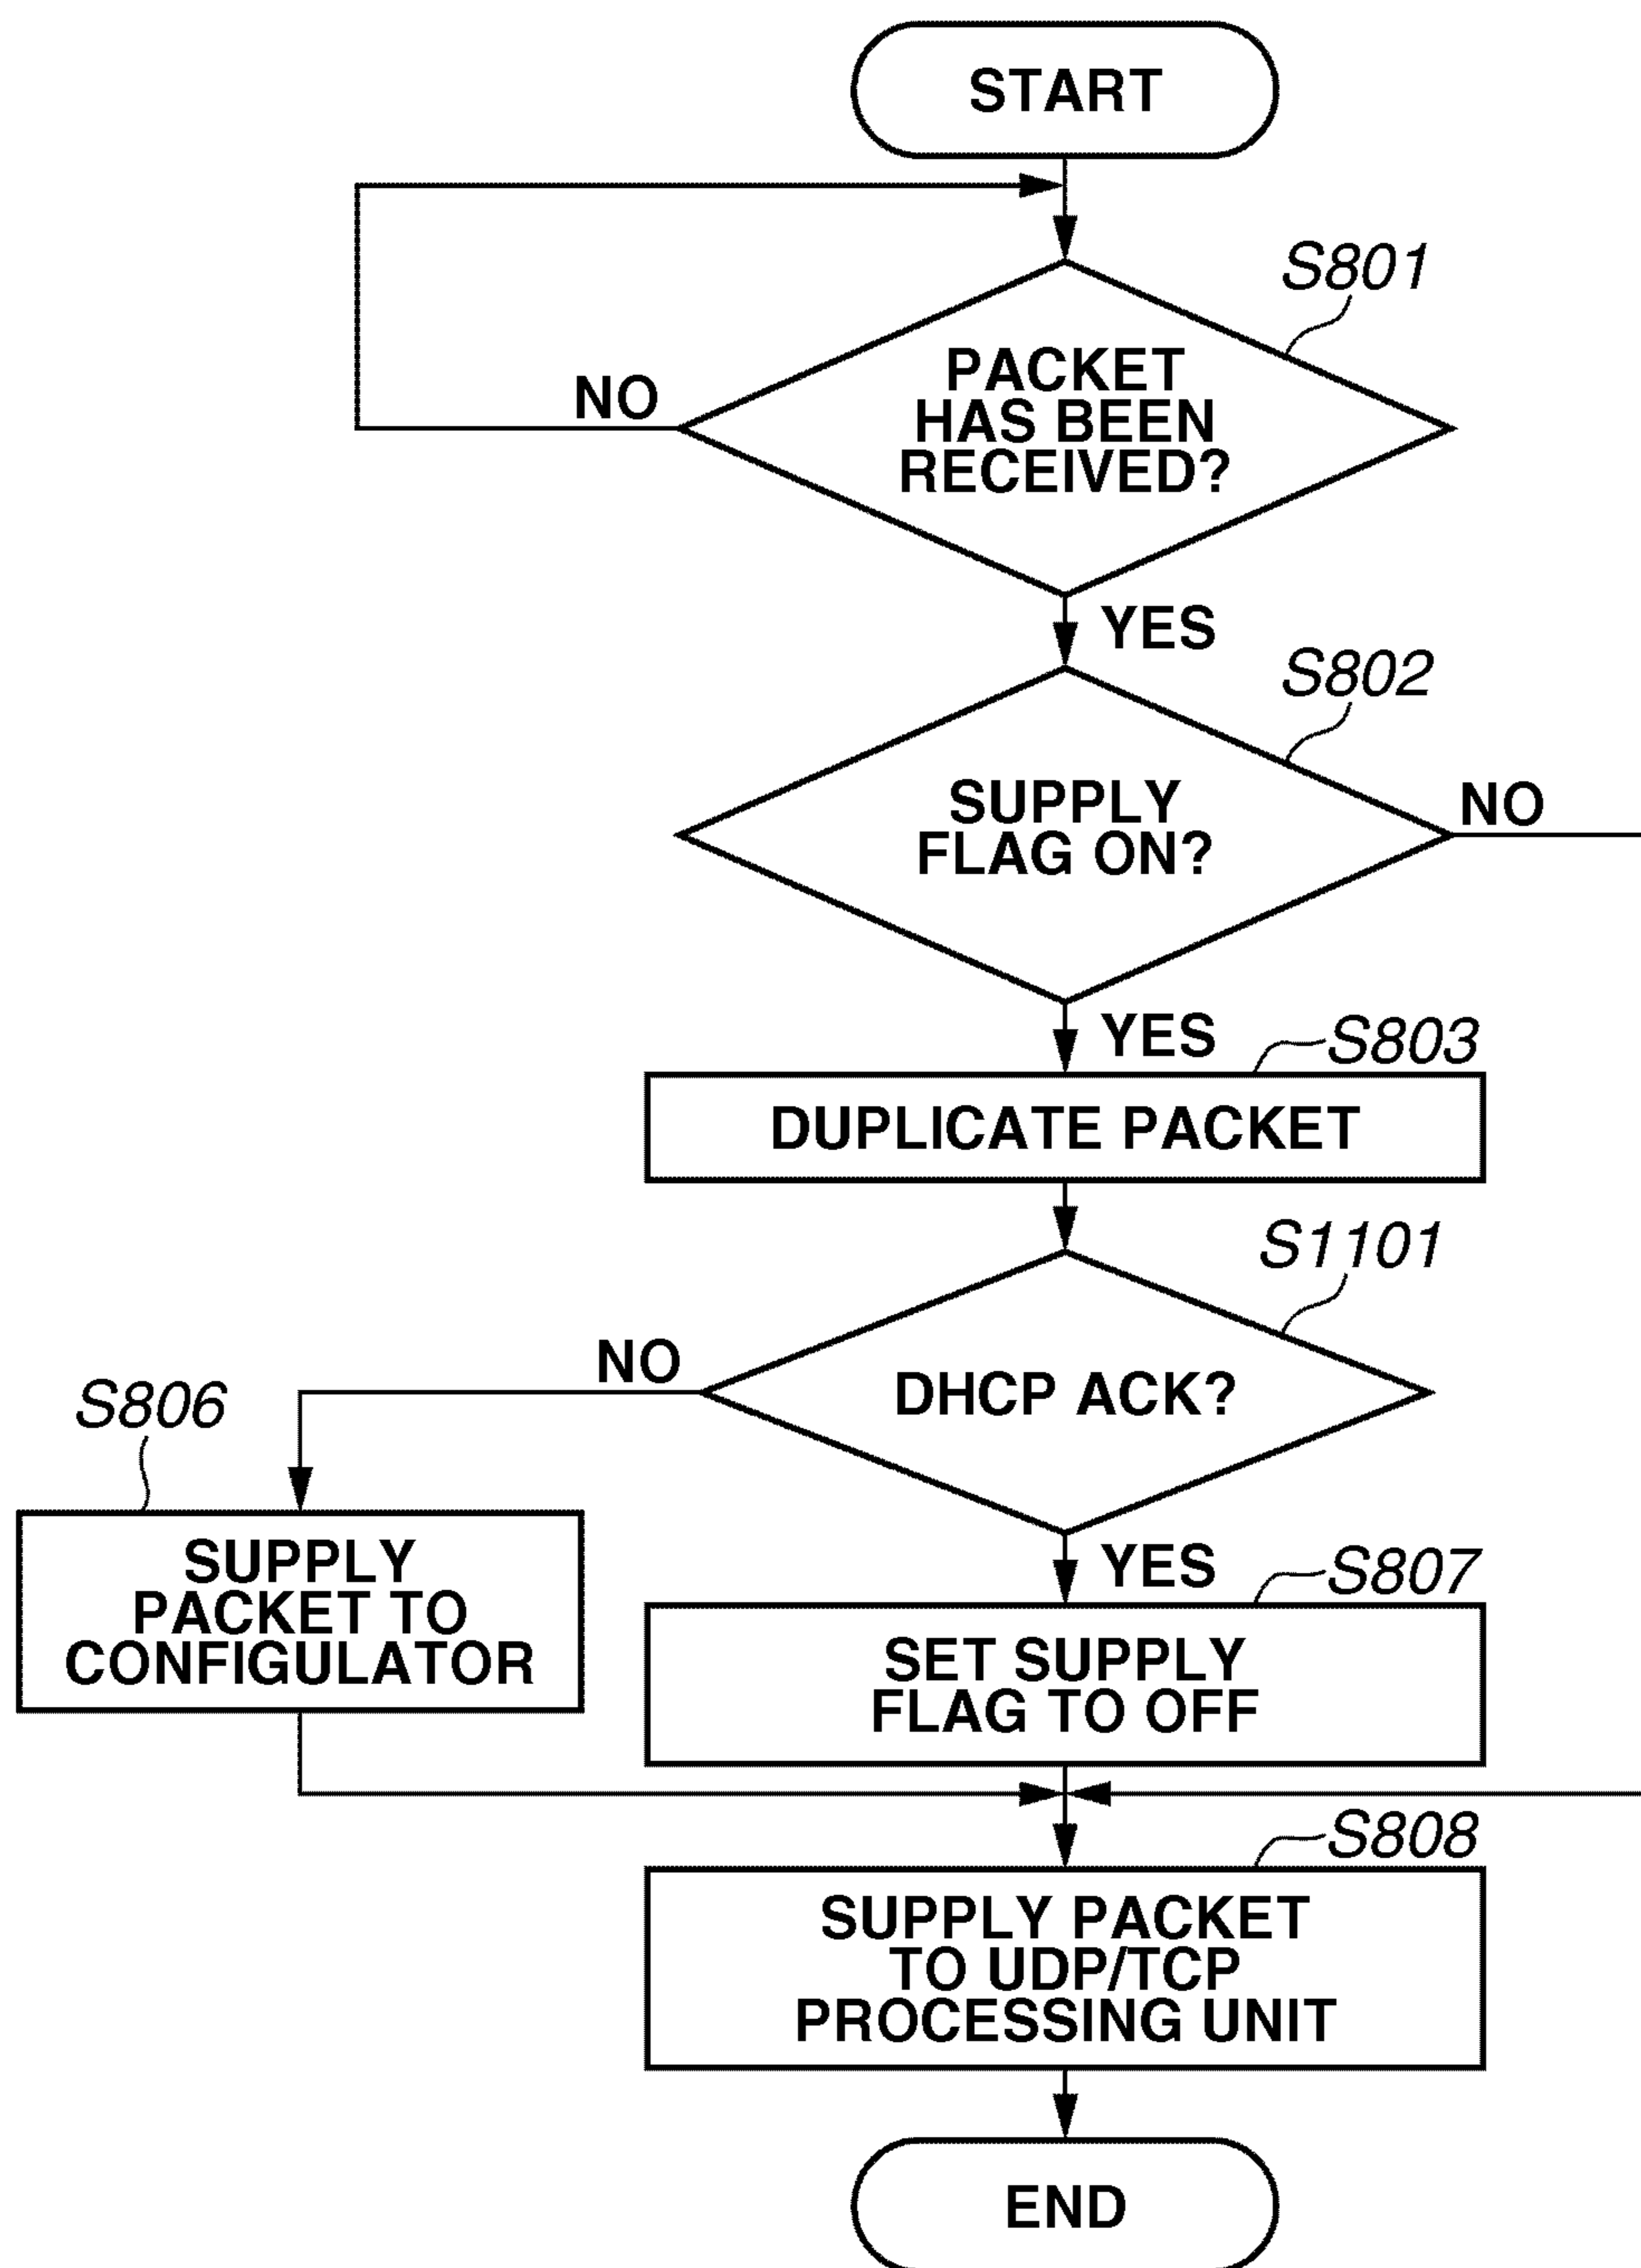 START
S801
PACKET
HAS BEEN
RECEIVED?
NO
YES
S802
SUPPLY
FLAG ON?
NO
YES
S803
DUPLICATE PACKET
S1101
DHCP ACK?
NO
S806
SUPPLY
PACKET TO
CONFIGULATOR
YES
S807
SET SUPPLY
FLAG TO OFF
S808
SUPPLY PACKET
TO UDP/TCP
PROCESSING UNIT
END